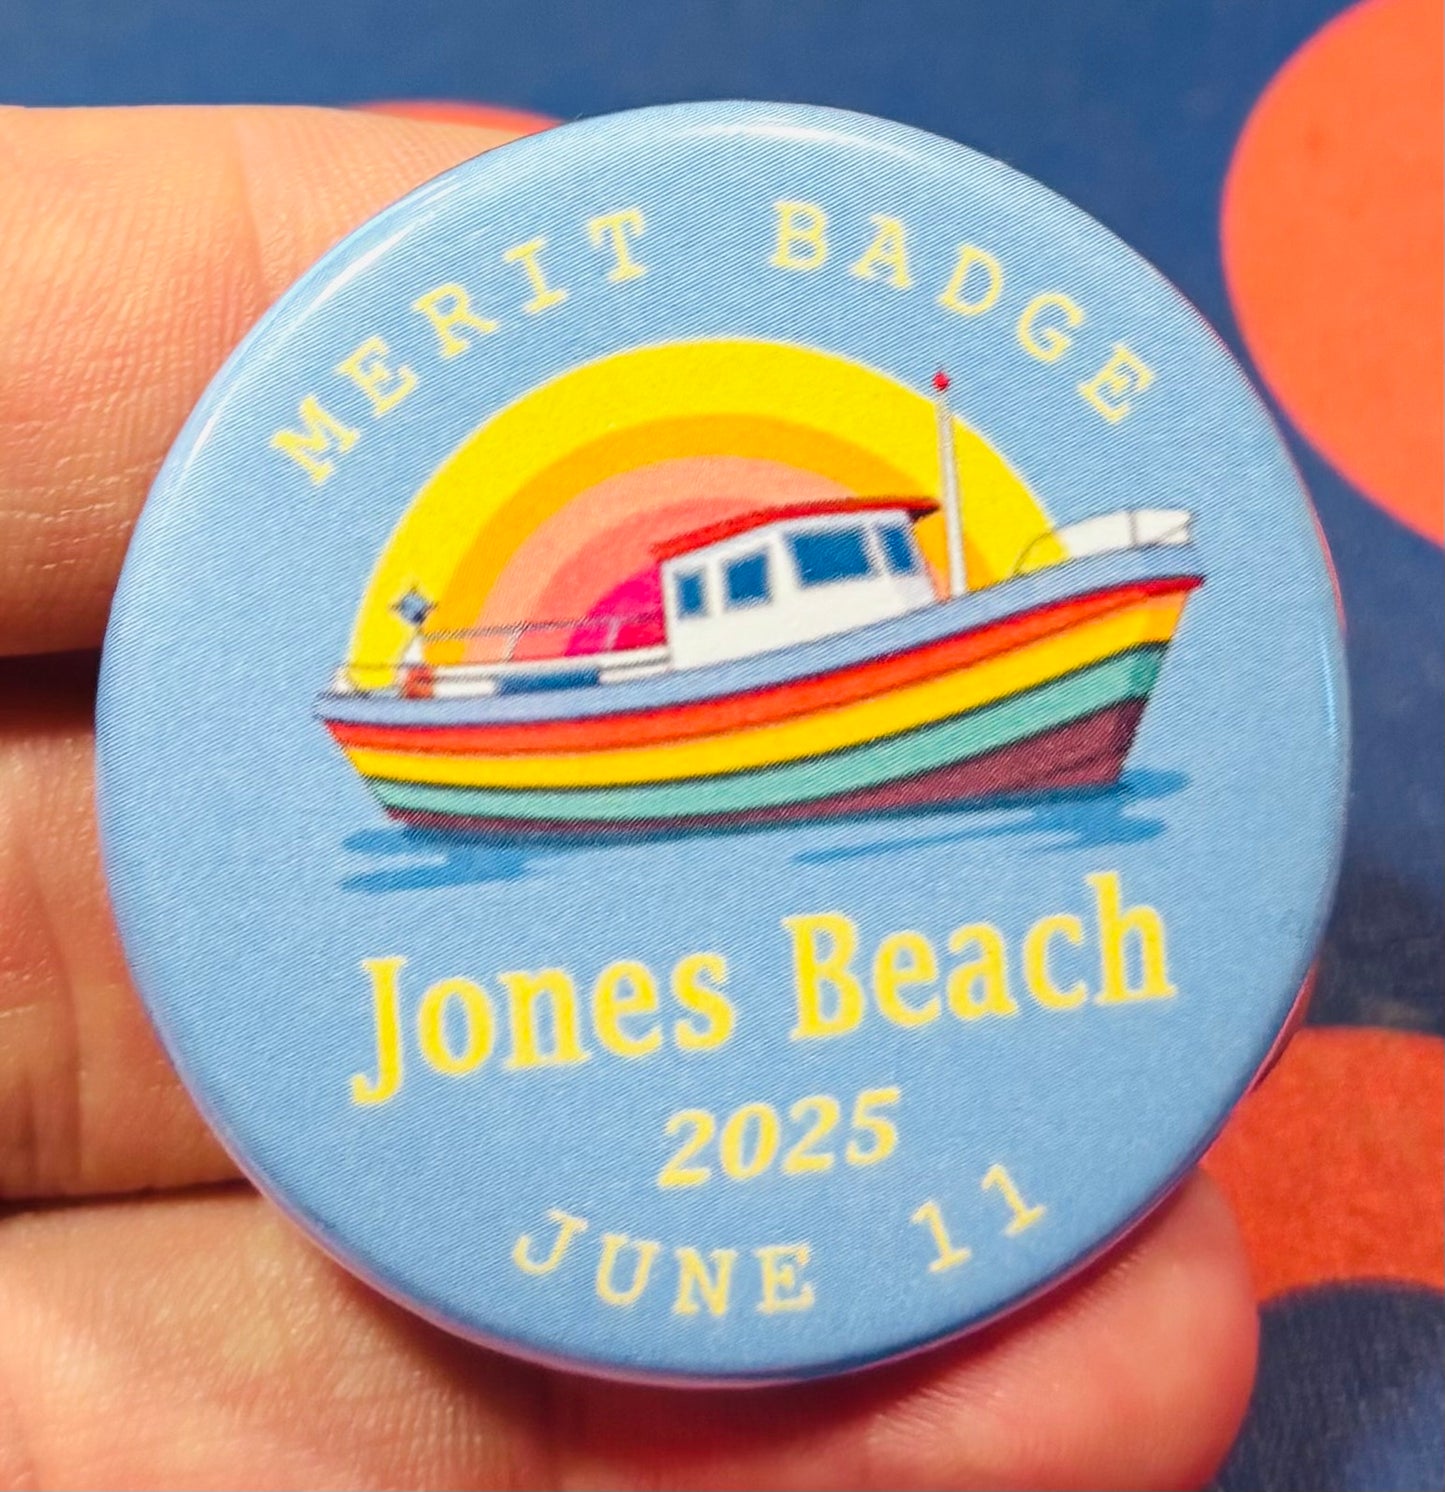 MERIT BADGE
Jones Beach
2025
JUNE 11